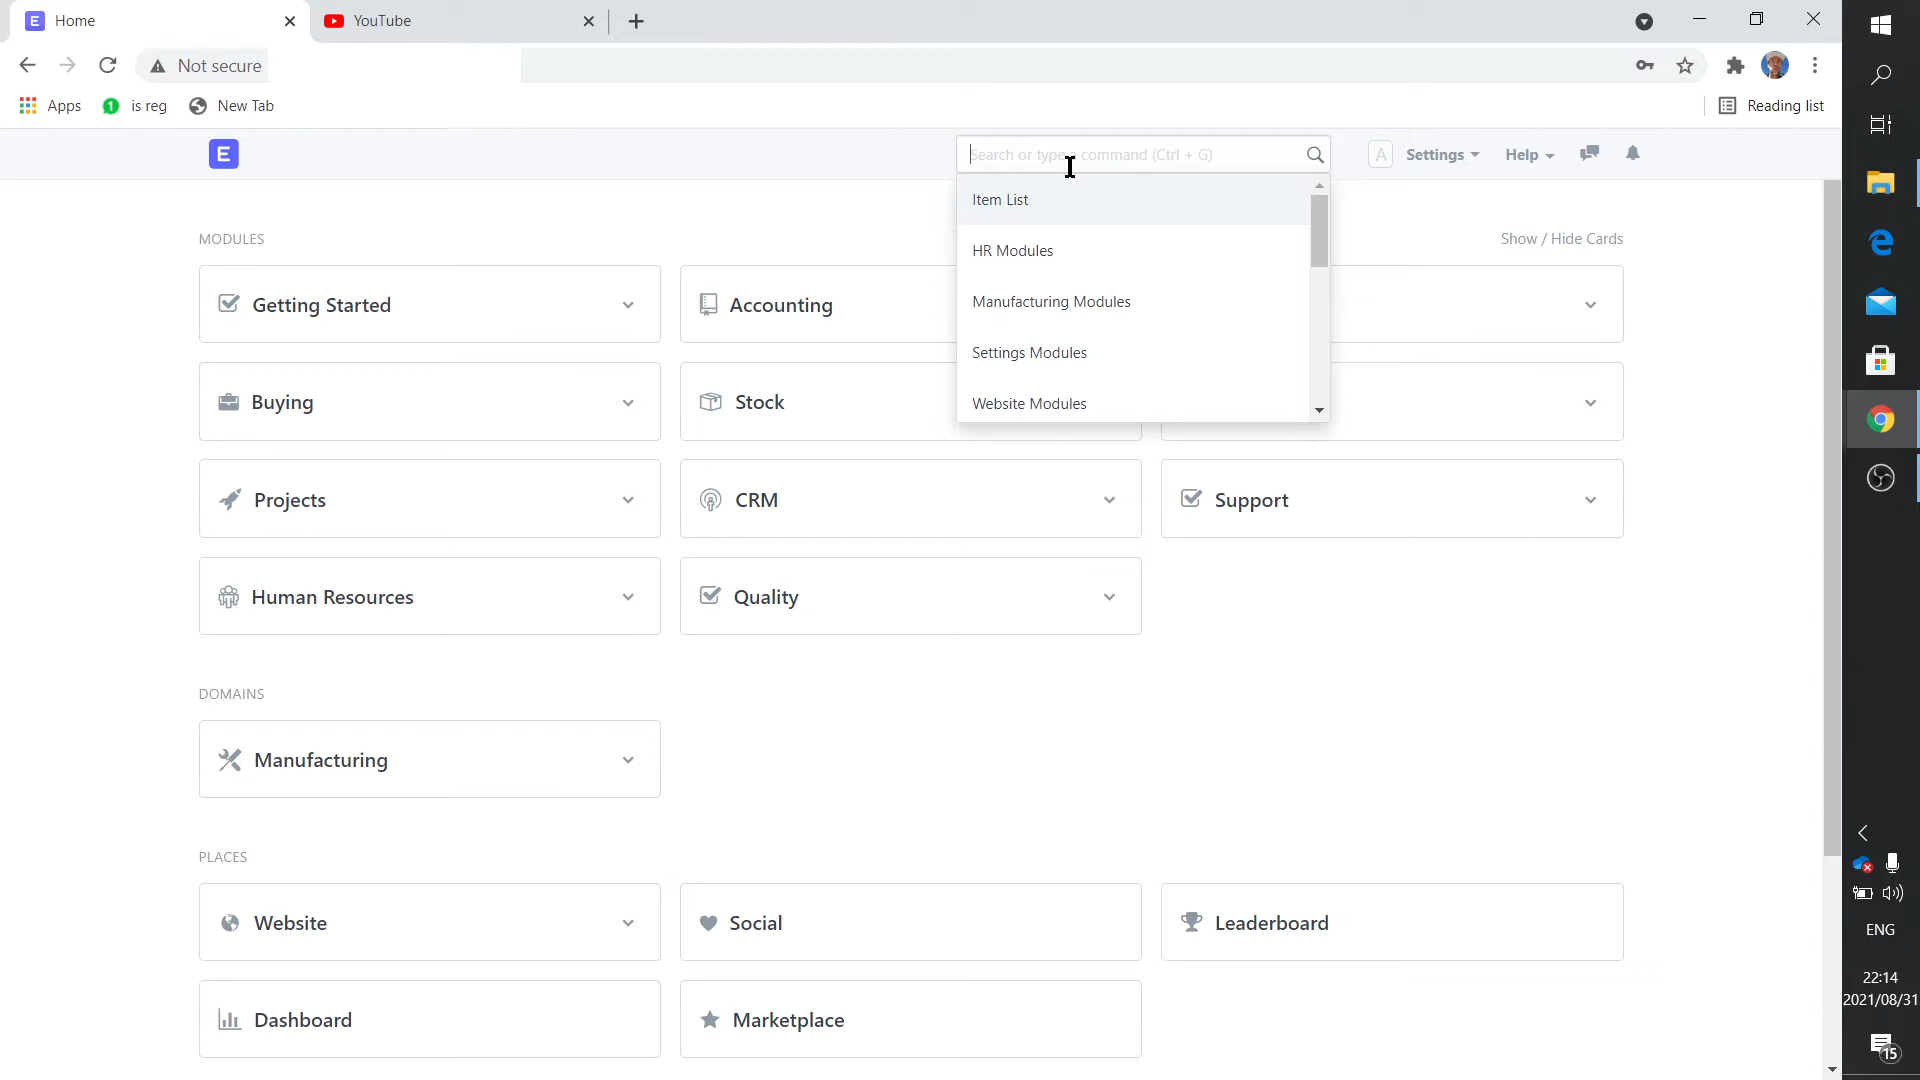 E Home
YouTube
Not secure
Apps
1 is reg
New Tab
Reading list
E
Search or type a command (Ctrl + G)
A Settings
Help
Item List
HR Modules
Manufacturing Modules
Settings Modules
Website Modules
MODULES
Show / Hide Cards
Getting Started
Accounting
Buying
Stock
Projects
CRM
Support
Human Resources
Quality
DOMAINS
Manufacturing
PLACES
Website
Social
Leaderboard
Dashboard
Marketplace
ENG
22:14
2021/08/31
15